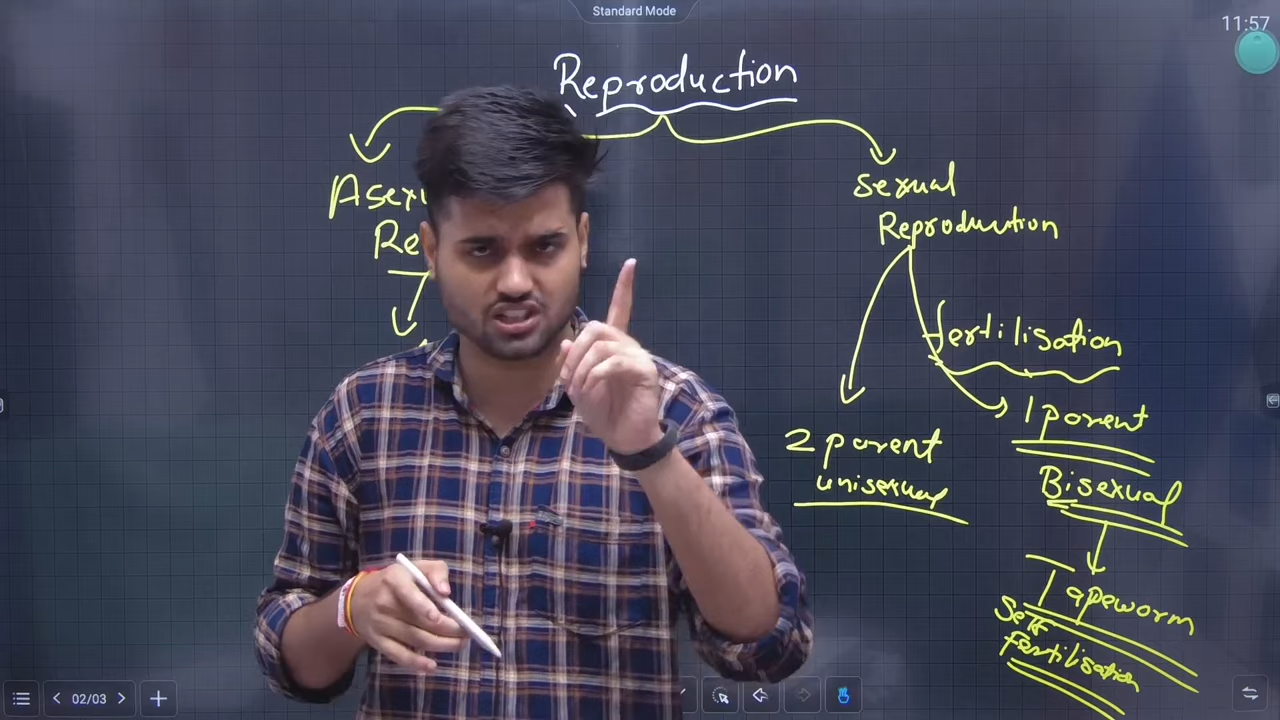 Standard Mode
11:57
Reproduction
Sexual
Reproduction
fertilisation
1 parent
2 parent
unisexual
Bisexual
Tapeworm
Self
fertilisation
02/03